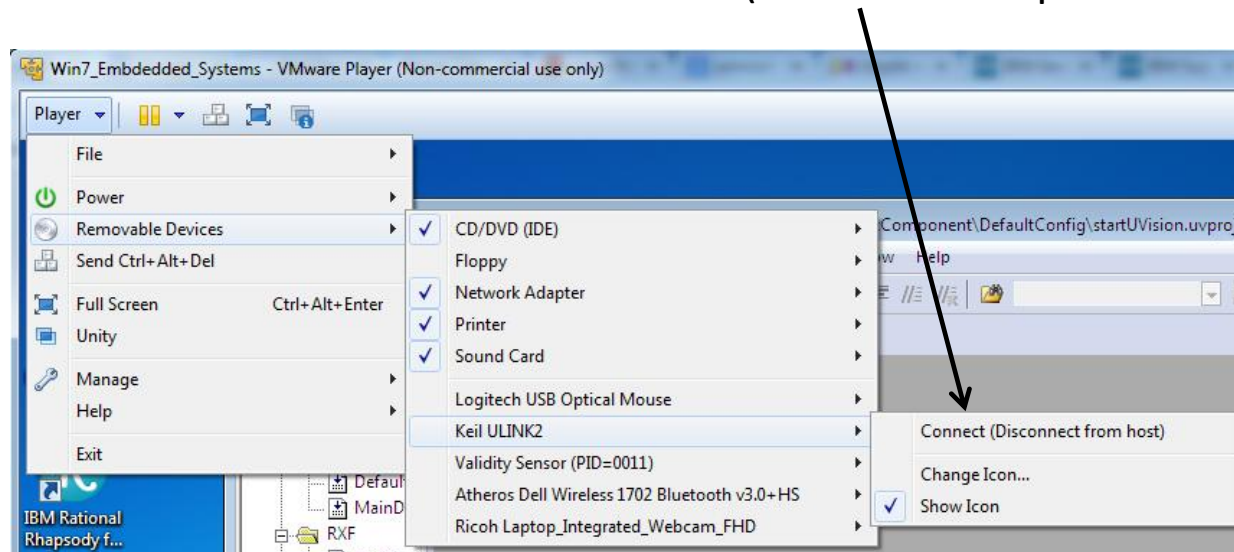 Win7_Embdedded_Systems - VMware Player (Non-commercial use only)
Player
File
Power
Removable Devices
Send Ctrl+Alt+Del
Full Screen Ctrl+Alt+Enter
Unity
Manage
Help
Exit
CD/DVD (IDE)
Floppy
Network Adapter
Printer
Sound Card
Logitech USB Optical Mouse
Keil ULINK2
Validity Sensor (PID=0011)
Atheros Dell Wireless 1702 Bluetooth v3.0+HS
Ricoh Laptop_Integrated_Webcam_FHD
Component\DefaultConfig\startUVision.uvproj
Help
Connect (Disconnect from host)
Change Icon...
Show Icon
IBM Rational
Rhapsody f...
Defaul
MainD
RXF